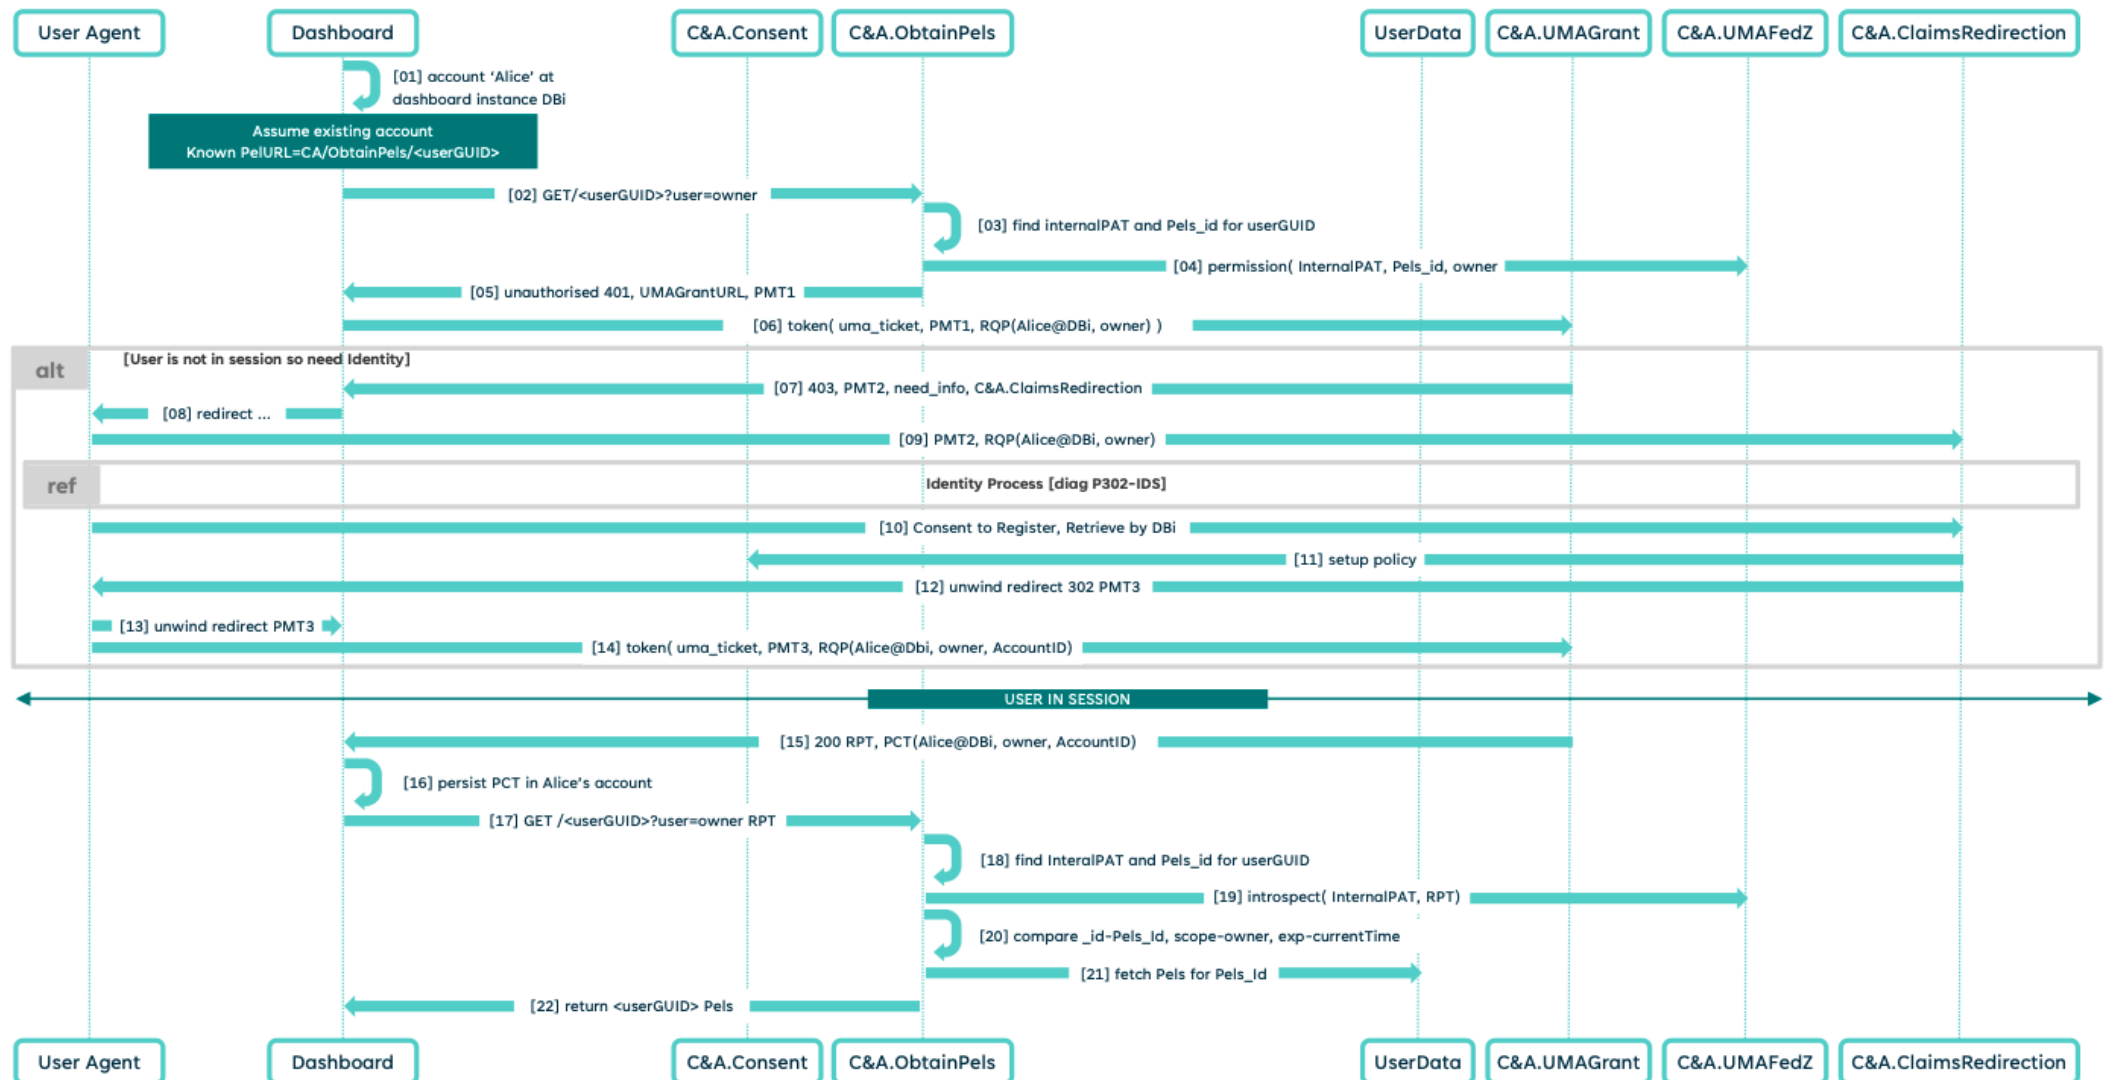 User Agent
Dashboard
C&A.Consent
C&A.ObtainPels
UserData
C&A.UMAGrant
C&A.UMAFedZ
C&A.ClaimsRedirection
[01] account ‘Alice’ at
dashboard instance DBi
Assume existing account
Known PelURL=CA/ObtainPels/<userGUID>
[02] GET/<userGUID>?user=owner
[03] find internalPAT and Pels_id for userGUID
[04] permission( InternalPAT, Pels_id, owner
[05] unauthorised 401, UMAGrantURL, PMT1
[06] token( uma_ticket, PMT1, RQP(Alice@DBi, owner) )
alt
[User is not in session so need Identity]
[07] 403, PMT2, need_info, C&A.ClaimsRedirection
[08] redirect ...
[09] PMT2, RQP(Alice@DBi, owner)
ref
Identity Process [diag P302-IDS]
[10] Consent to Register, Retrieve by DBi
[11] setup policy
[12] unwind redirect 302 PMT3
[13] unwind redirect PMT3
[14] token( uma_ticket, PMT3, RQP(Alice@Dbi, owner, AccountID)
USER IN SESSION
[15] 200 RPT, PCT(Alice@DBi, owner, AccountID)
[16] persist PCT in Alice’s account
[17] GET /<userGUID>?user=owner RPT
[18] find InteralPAT and Pels_id for userGUID
[19] introspect( InternalPAT, RPT)
[20] compare _id-Pels_Id, scope-owner, exp-currentTime
[21] fetch Pels for Pels_Id
[22] return <userGUID> Pels
User Agent
Dashboard
C&A.Consent
C&A.ObtainPels
UserData
C&A.UMAGrant
C&A.UMAFedZ
C&A.ClaimsRedirection